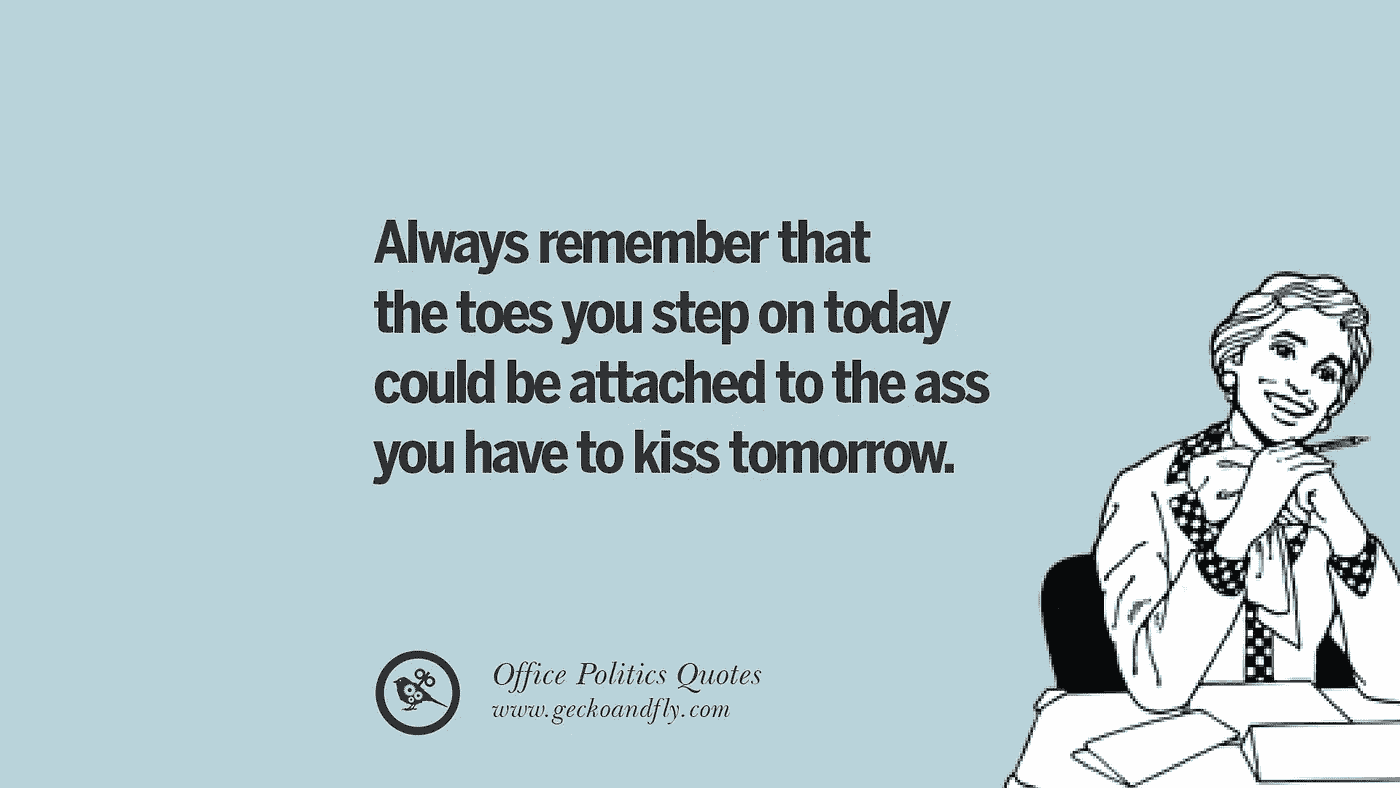 Always remember that
the toes you step on today
could be attached to the ass
you have to kiss tomorrow.
Office Politics Quotes
www.geckoandfly.com